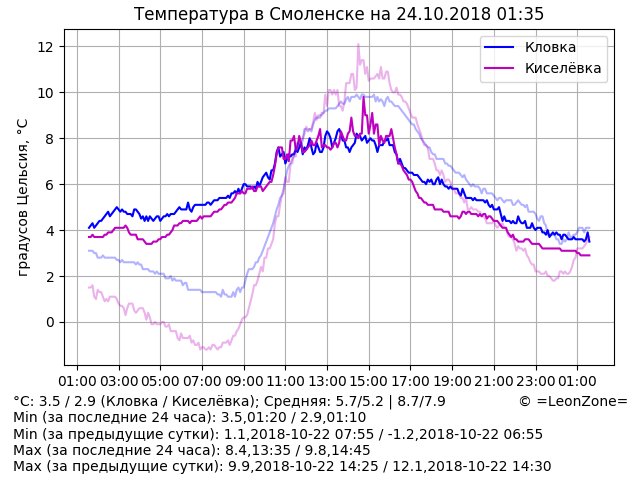 Температура в Смоленске на 24.10.2018 01:35
градусов Цельсия, °C
12
10
8
6
4
2
0
Кловка
Киселёвка
01:00 03:00 05:00 07:00 09:00 11:00 13:00 15:00 17:00 19:00 21:00 23:00 01:00
°C: 3.5 / 2.9 (Кловка / Киселёвка); Средняя: 5.7/5.2 | 8.7/7.9 © =LeonZone=
Min (за последние 24 часа): 3.5,01:20 / 2.9,01:10
Min (за предыдущие сутки): 1.1,2018-10-22 07:55 / -1.2,2018-10-22 06:55
Max (за последние 24 часа): 8.4,13:35 / 9.8,14:45
Max (за предыдущие сутки): 9.9,2018-10-22 14:25 / 12.1,2018-10-22 14:30